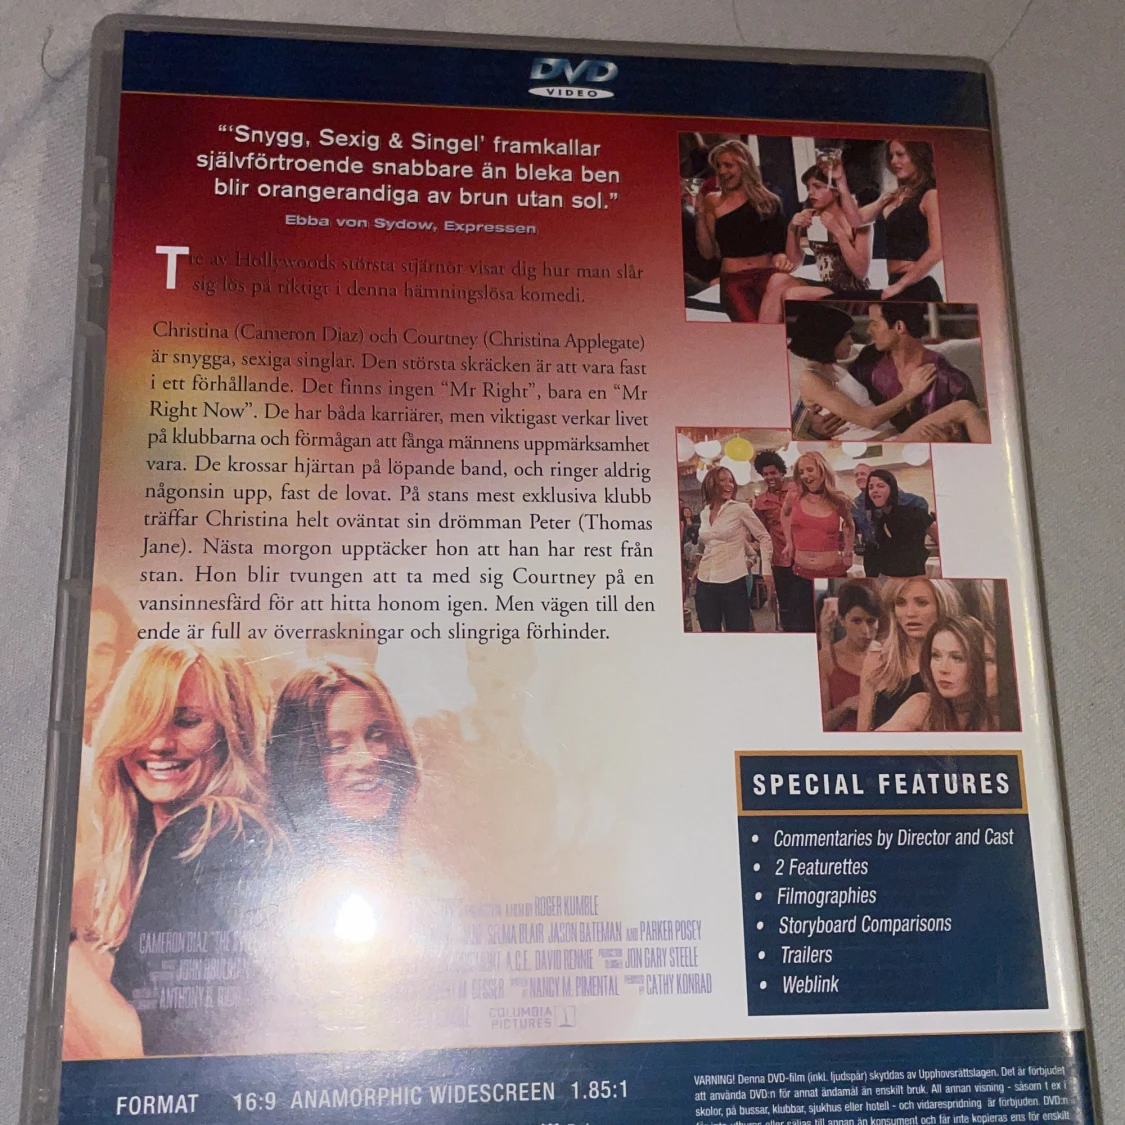 DVD
VIDEO
"'Snygg, Sexig & Singel' framkallar
självförtroende snabbare än bleka ben
blir orangerandiga av brun utan sol."
Ebba von Sydow, Expressen
Tre av Hollywoods största stjärnor visar dig hur man slår
sig lös på riktigt i denna hämningslösa komedi.
Christina (Cameron Diaz) och Courtney (Christina Applegate)
är snygga, sexiga singlar. Den största skräcken är att vara fast
i ett förhållande. Det finns ingen "Mr Right", bara en "Mr
Right Now". De har båda karriärer, men viktigast verkar livet
på klubbarna och förmågan att fånga männens uppmärksamhet
vara. De krossar hjärtan på löpande band, och ringer aldrig
någonsin upp, fast de lovat. På stans mest exklusiva klubb
träffar Christina helt oväntat sin drömman Peter (Thomas
Jane). Nästa morgon upptäcker hon att han har rest från
stan. Hon blir tvungen att ta med sig Courtney på en
vansinnesfärd för att hitta honom igen. Men vägen till den
ende är full av överraskningar och slingriga förhinder.
SPECIAL FEATURES
• Commentaries by Director and Cast
• 2 Featurettes
• Filmographies
• Storyboard Comparisons
• Trailers
• Weblink
A FILM BY ROGER KUMBLE
CAMERON DIAZ "THE SELMA BLAIR JASON BATEMAN AND PARKER POSEY
A.C.E. DAVID RENNIE JON GARY STEELE
NANCY M. PIMENTAL CATHY KONRAD
COLUMBIA
PICTURES
FORMAT 16:9 ANAMORPHIC WIDESCREEN 1.85:1
VARNING! Denna DVD-film (inkl. ljudspår) skyddas av Upphovsrättslagen. Det är förbjudet
att använda DVD:n för annat ändamål än enskilt bruk. All annan visning - såsom t ex i
skolor, på bussar, klubbar, sjukhus eller hotell - och vidarespridning är förbjuden. DVD:n